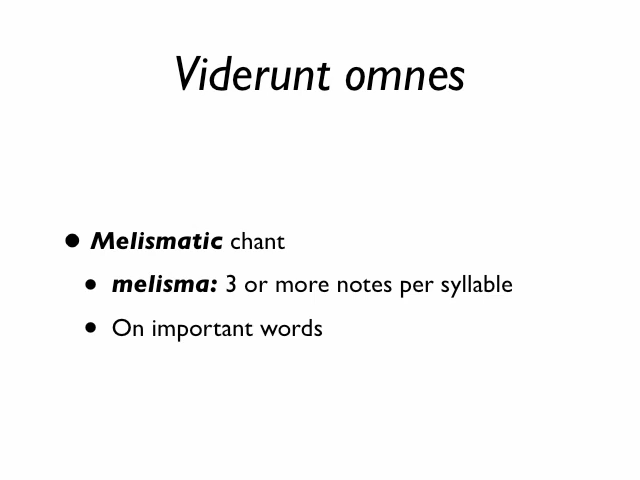 Viderunt omnes
• Melismatic chant
• melisma: 3 or more notes per syllable
• On important words